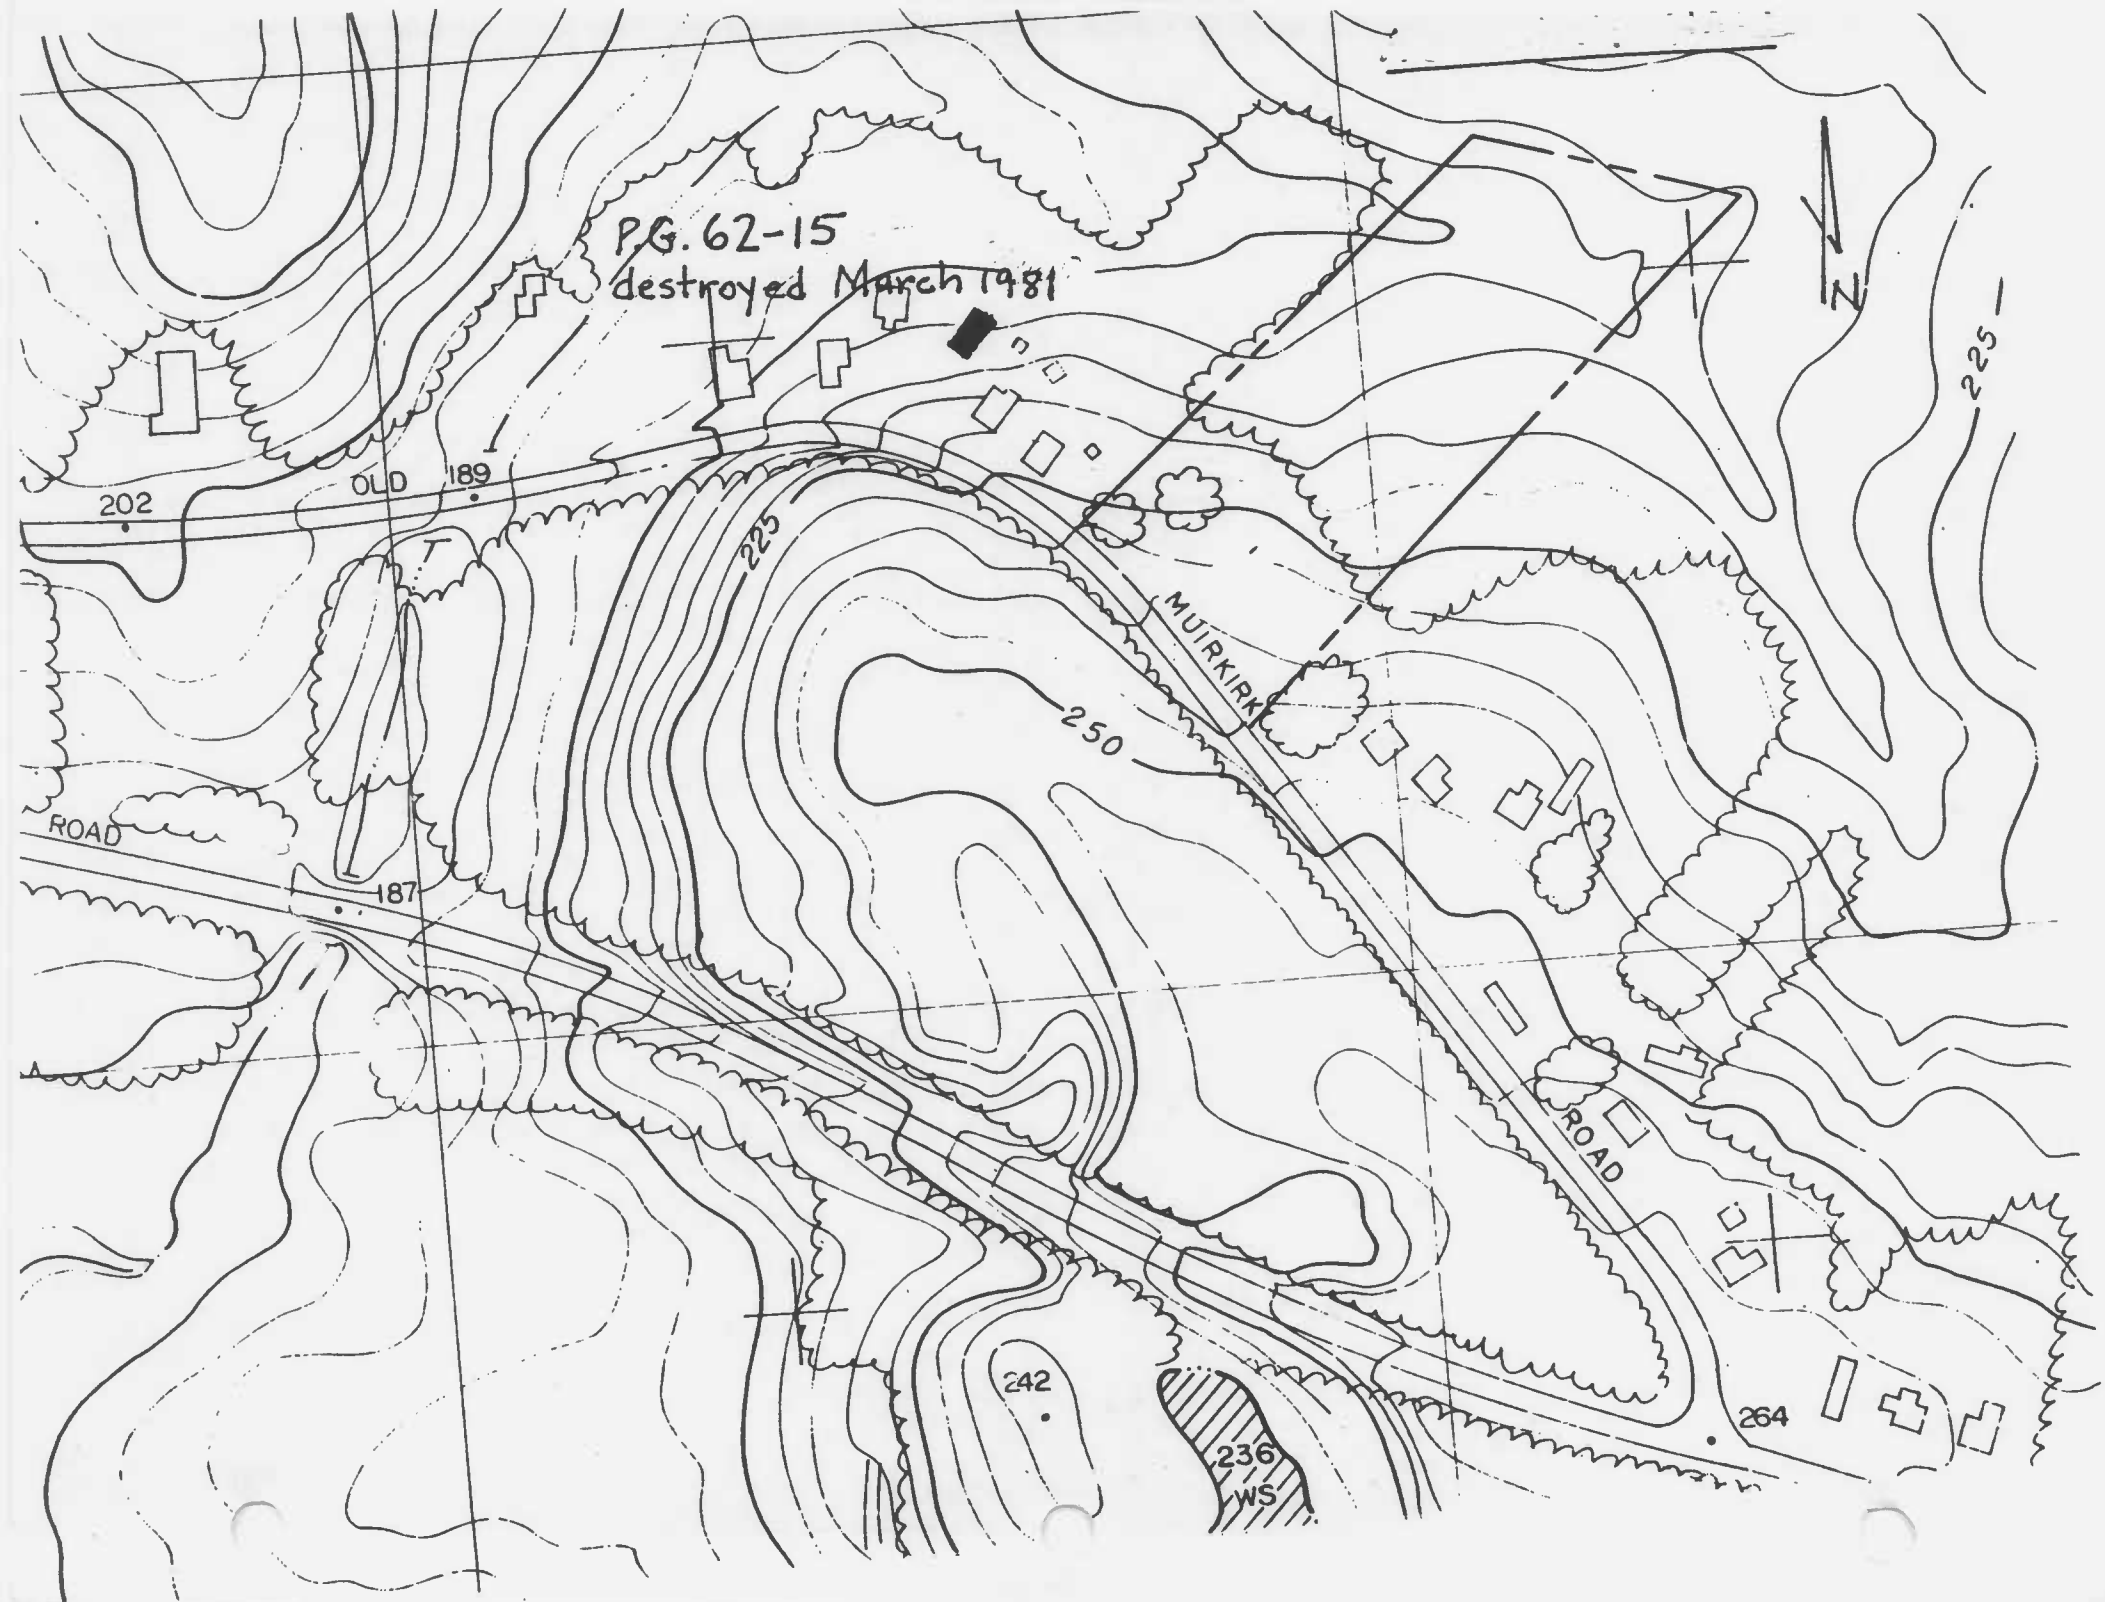 P.G. 62-15
destroyed March 1981
N
225
202
OLD
189
225
MUIRKIRK
250
ROAD
187
ROAD
242
264
236
WS